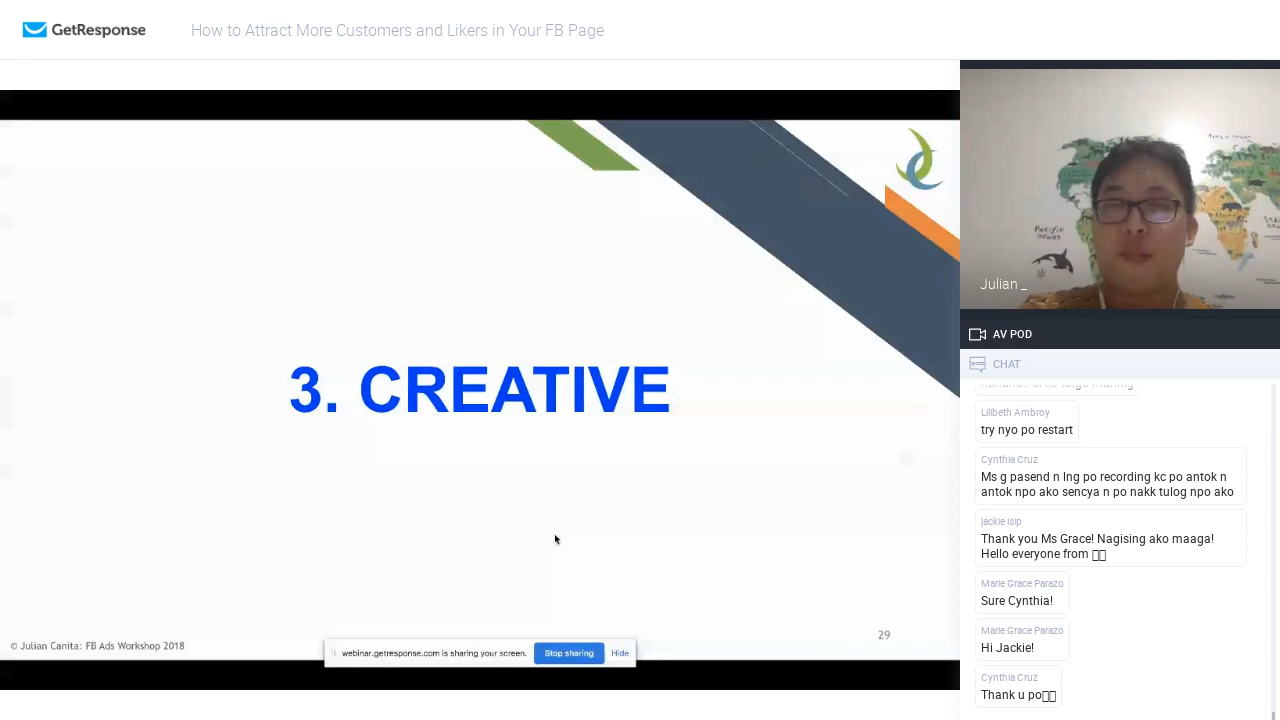 GetResponse
How to Attract More Customers and Likers in Your FB Page
3. CREATIVE
© Julian Canita: FB Ads Workshop 2018
29
webinar.getresponse.com is sharing your screen.
Stop sharing
Hide
Pacific
Ocean
Julian _
AV POD
CHAT
Lilibeth Ambroy
try nyo po restart
Cynthia Cruz
Ms g pasend n lng po recording kc po antok n
antok npo ako sencya n po nakk tulog npo ako
jackie isip
Thank you Ms Grace! Nagising ako maaga!
Hello everyone from
Marie Grace Parazo
Sure Cynthia!
Marie Grace Parazo
Hi Jackie!
Cynthia Cruz
Thank u po